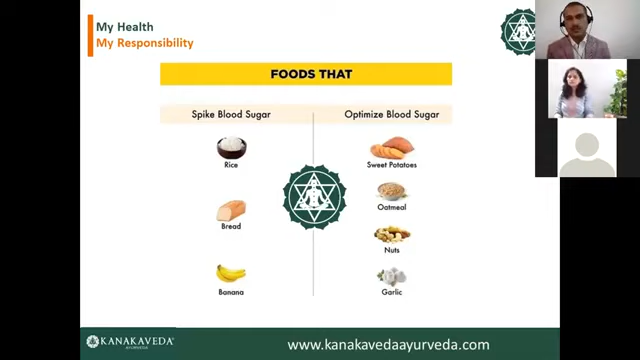 My Health
My Responsibility
FOODS THAT
Spike Blood Sugar
Optimize Blood Sugar
Rice
Sweet Potatoes
Oatmeal
Bread
Nuts
Banana
Garlic
KANAKAVEDA
www.kanakavedaayurveda.com